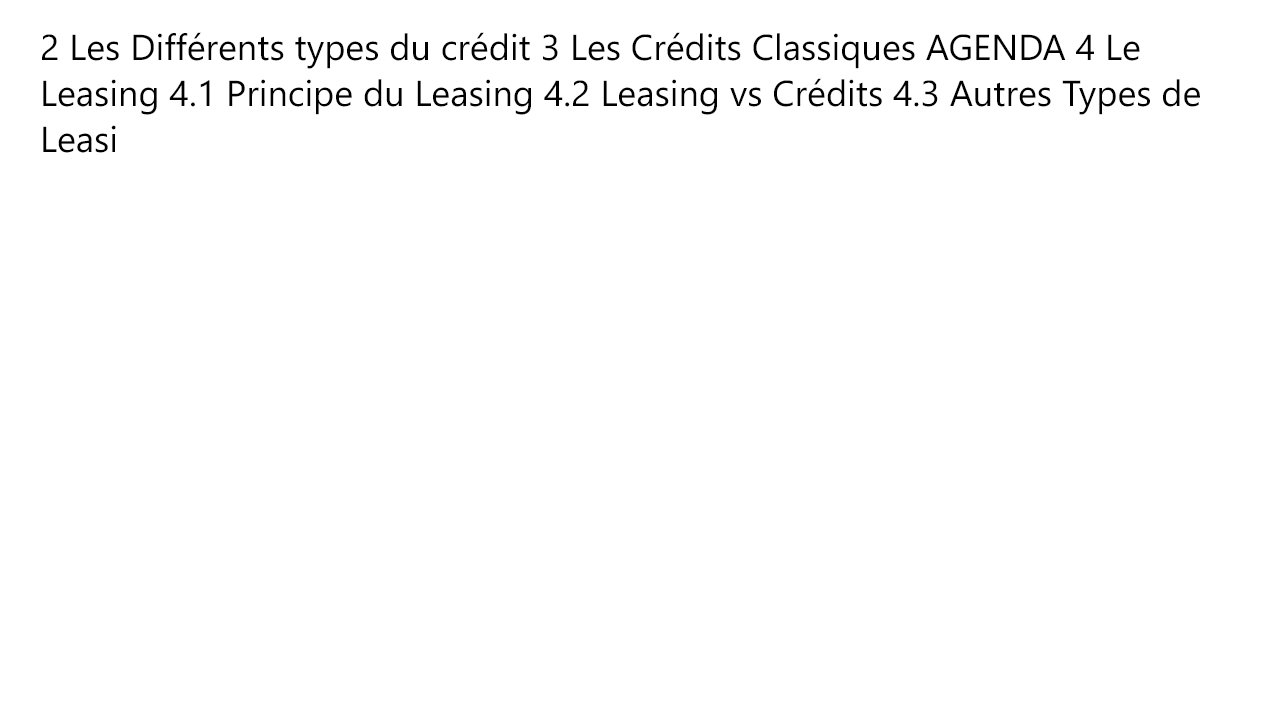 2 Les Différents types du crédit 3 Les Crédits Classiques AGENDA 4 Le
Leasing 4.1 Principe du Leasing 4.2 Leasing vs Crédits 4.3 Autres Types de
Leasi